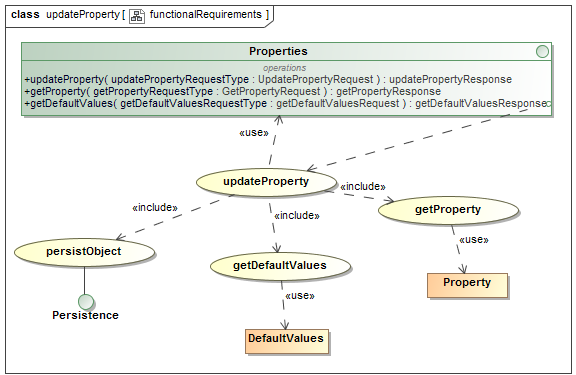 class updateProperty [ functionalRequirements ]
Properties
operations
+updateProperty( updatePropertyRequestType : UpdatePropertyRequest ) : updatePropertyResponse
+getProperty( getPropertyRequestType : GetPropertyRequest ) : getPropertyResponse
+getDefaultValues( getDefaultValuesRequestType : getDefaultValuesRequest ) : getDefaultValuesResponse
«use»
updateProperty
«include»
«include»
«include»
getProperty
«use»
persistObject
getDefaultValues
Property
«use»
Persistence
DefaultValues